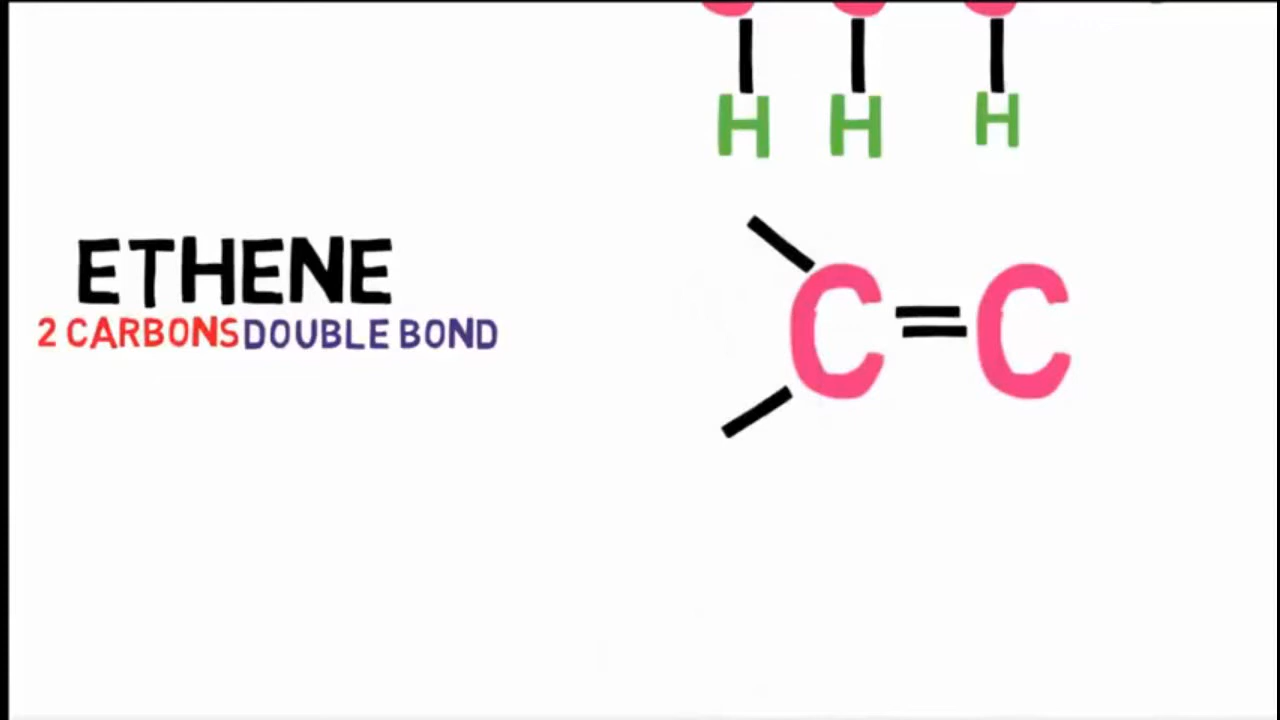 H H H
ETHENE
2 CARBONS DOUBLE BOND
C=C